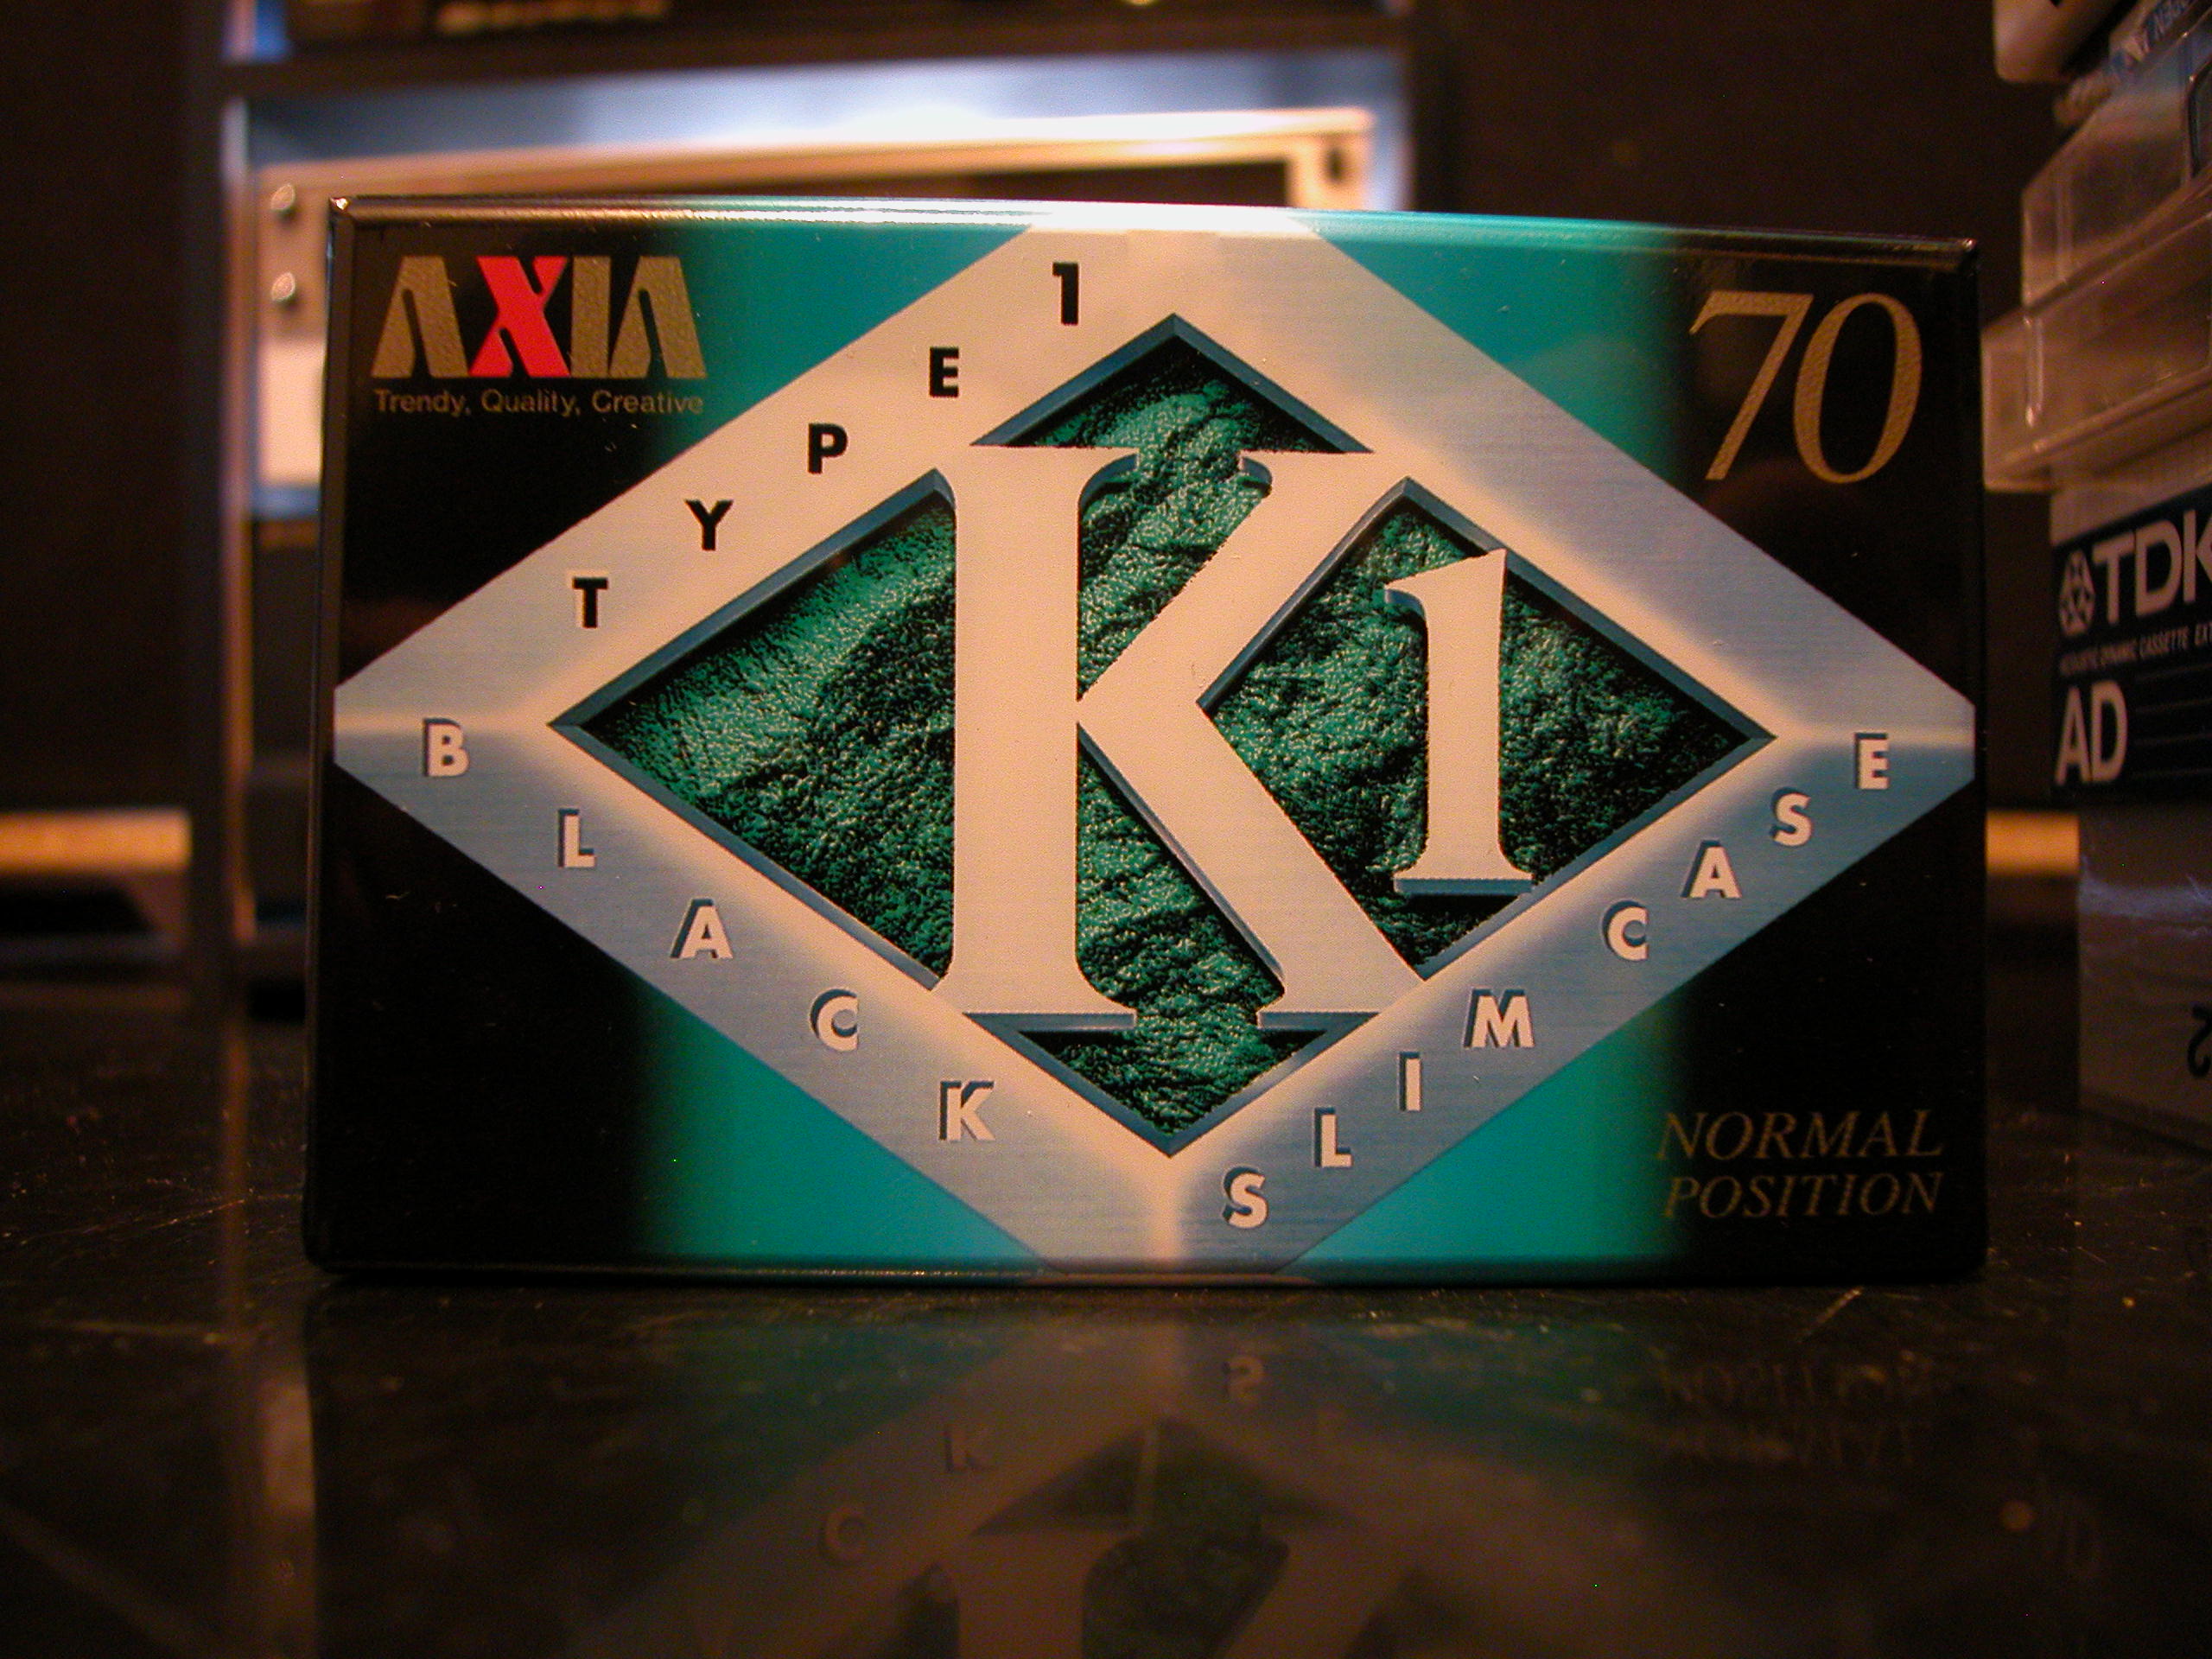 AXIA
Trendy, Quality, Creative
70
TYPE 1
K1
BLACK SLIM CASE
NORMAL
POSITION
TDK
AD